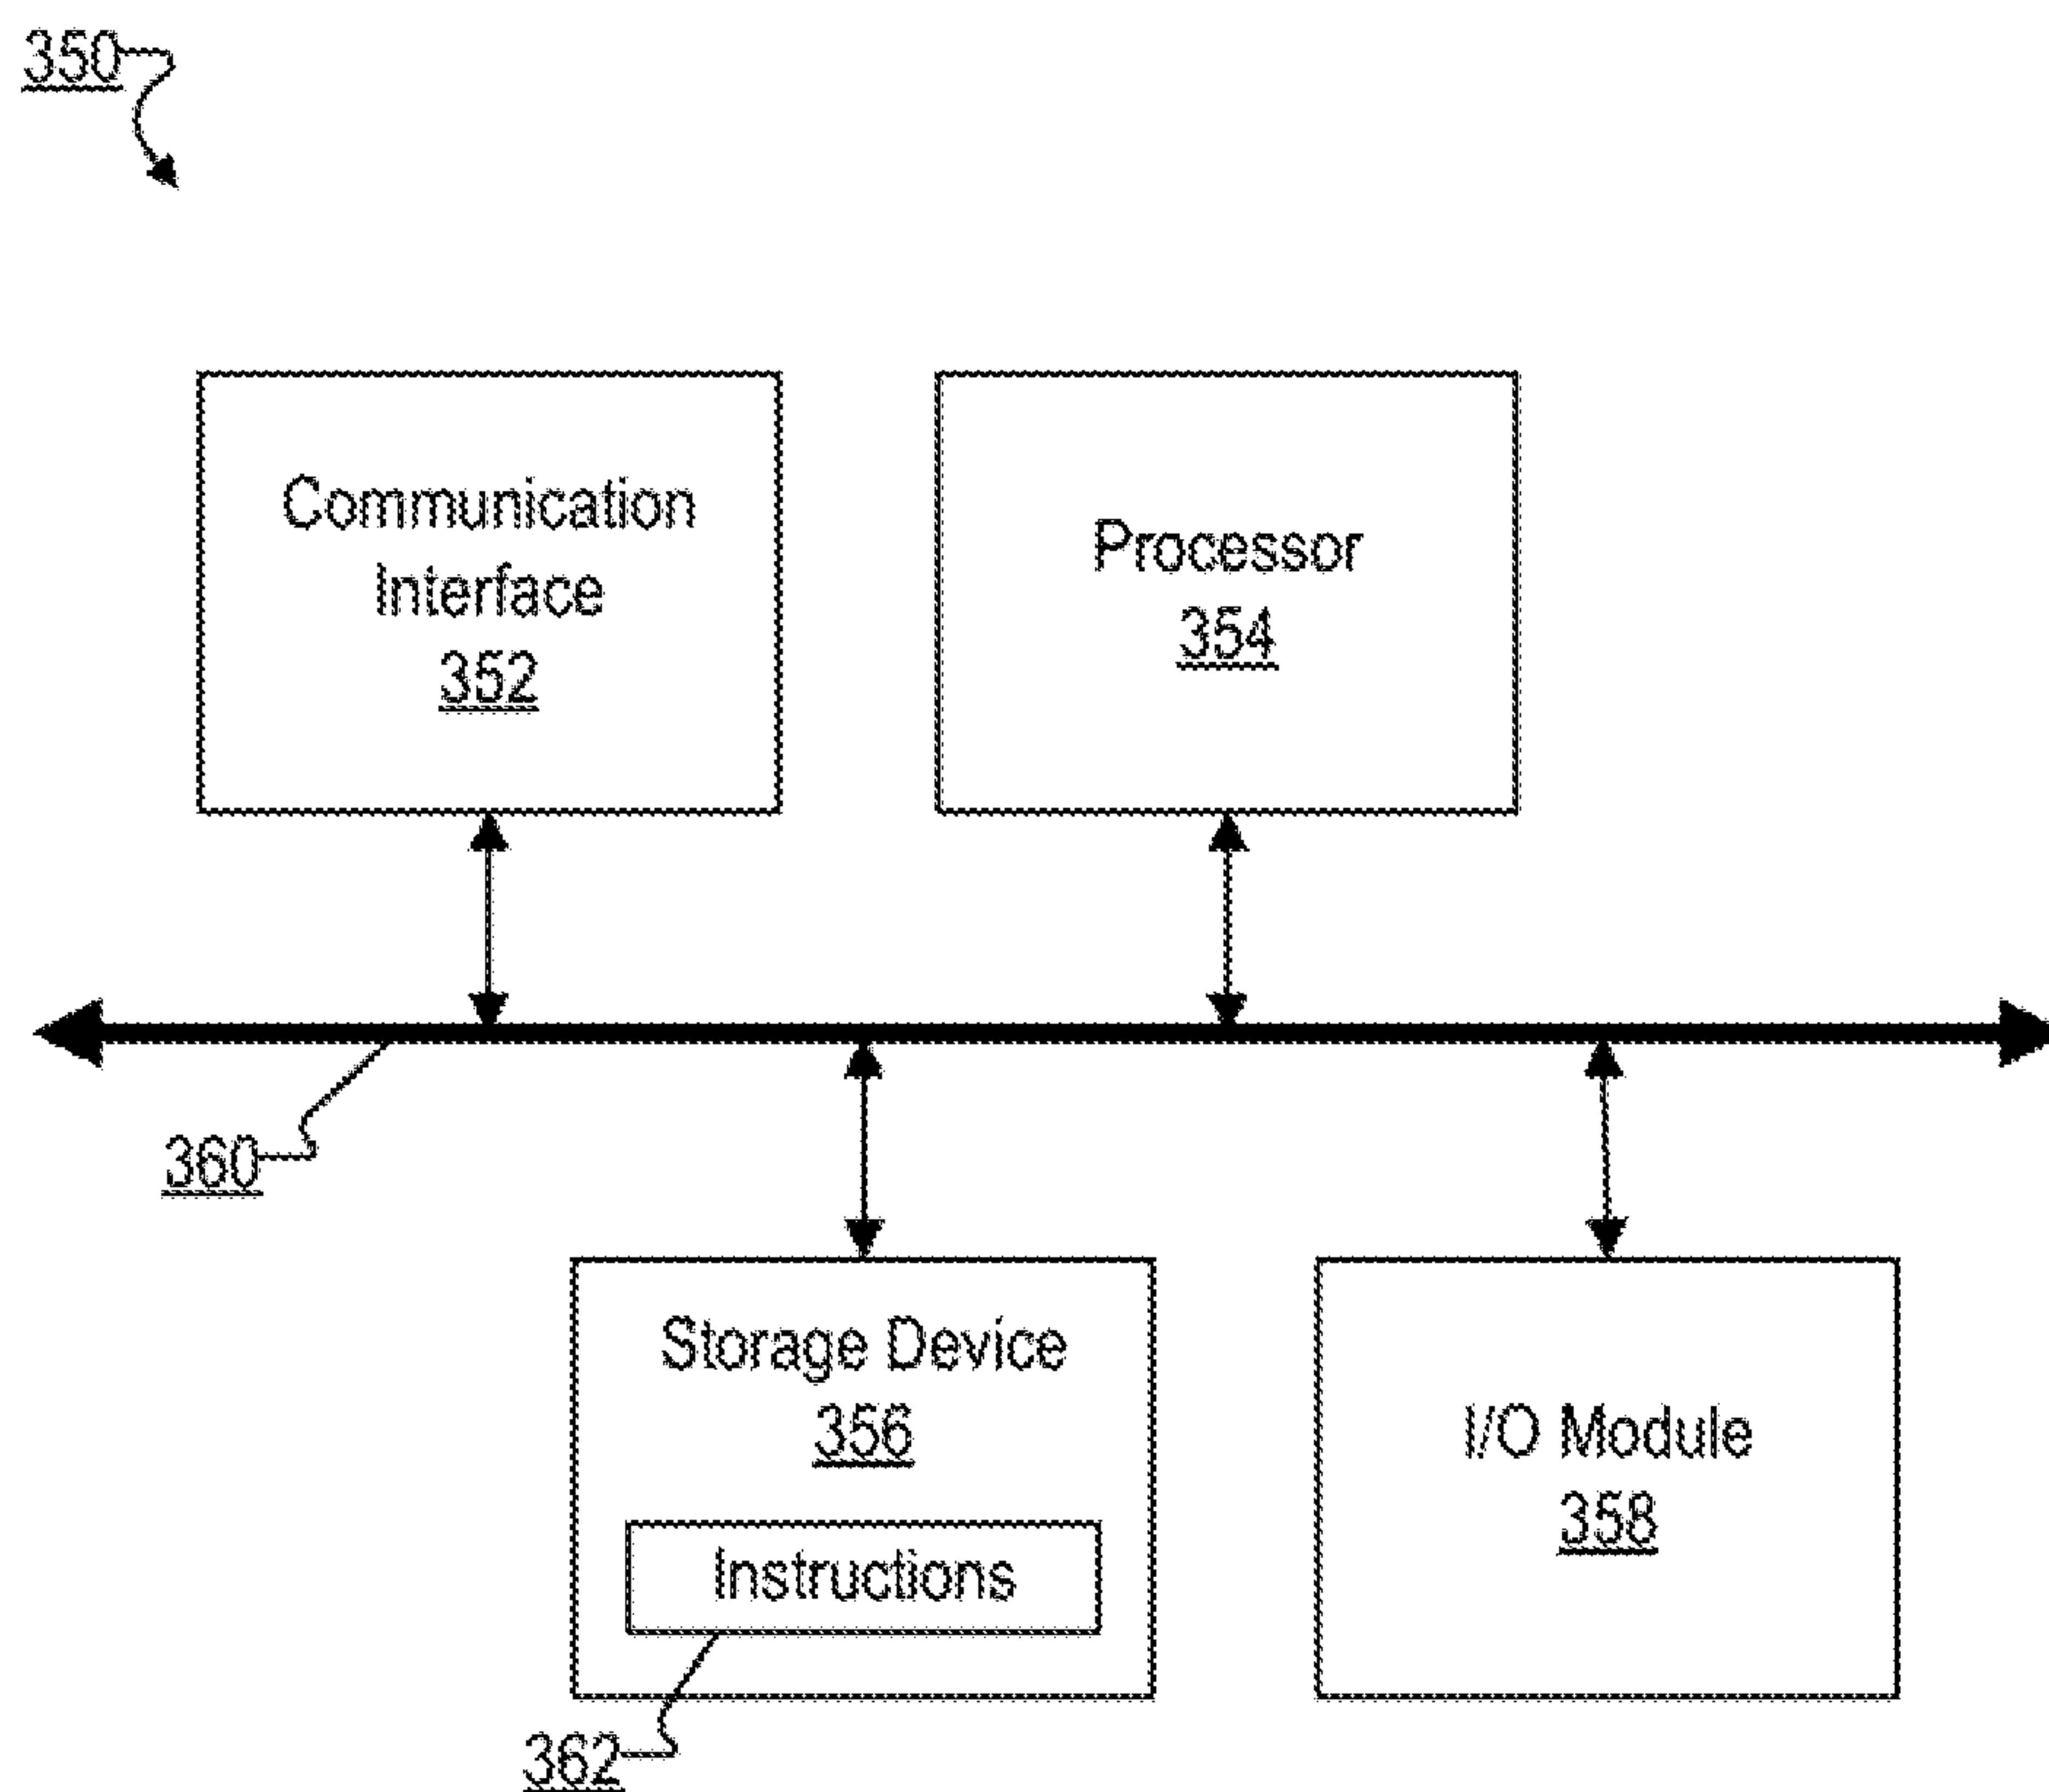 350
Communication
Interface
352
Processor
354
360
Storage Device
356
Instructions
I/O Module
358
362